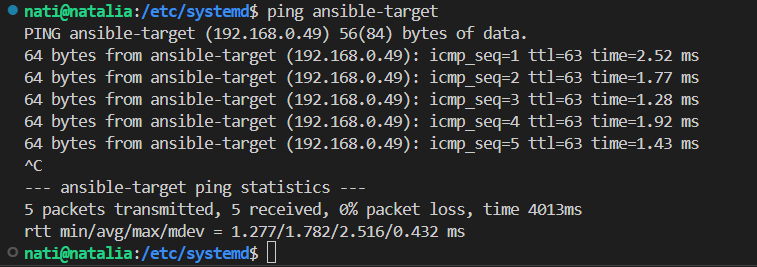 nati@natalia:/etc/systemd$ ping ansible-target
PING ansible-target (192.168.0.49) 56(84) bytes of data.
64 bytes from ansible-target (192.168.0.49): icmp_seq=1 ttl=63 time=2.52 ms
64 bytes from ansible-target (192.168.0.49): icmp_seq=2 ttl=63 time=1.77 ms
64 bytes from ansible-target (192.168.0.49): icmp_seq=3 ttl=63 time=1.28 ms
64 bytes from ansible-target (192.168.0.49): icmp_seq=4 ttl=63 time=1.92 ms
64 bytes from ansible-target (192.168.0.49): icmp_seq=5 ttl=63 time=1.43 ms
^C
--- ansible-target ping statistics ---
5 packets transmitted, 5 received, 0% packet loss, time 4013ms
rtt min/avg/max/mdev = 1.277/1.782/2.516/0.432 ms
nati@natalia:/etc/systemd$